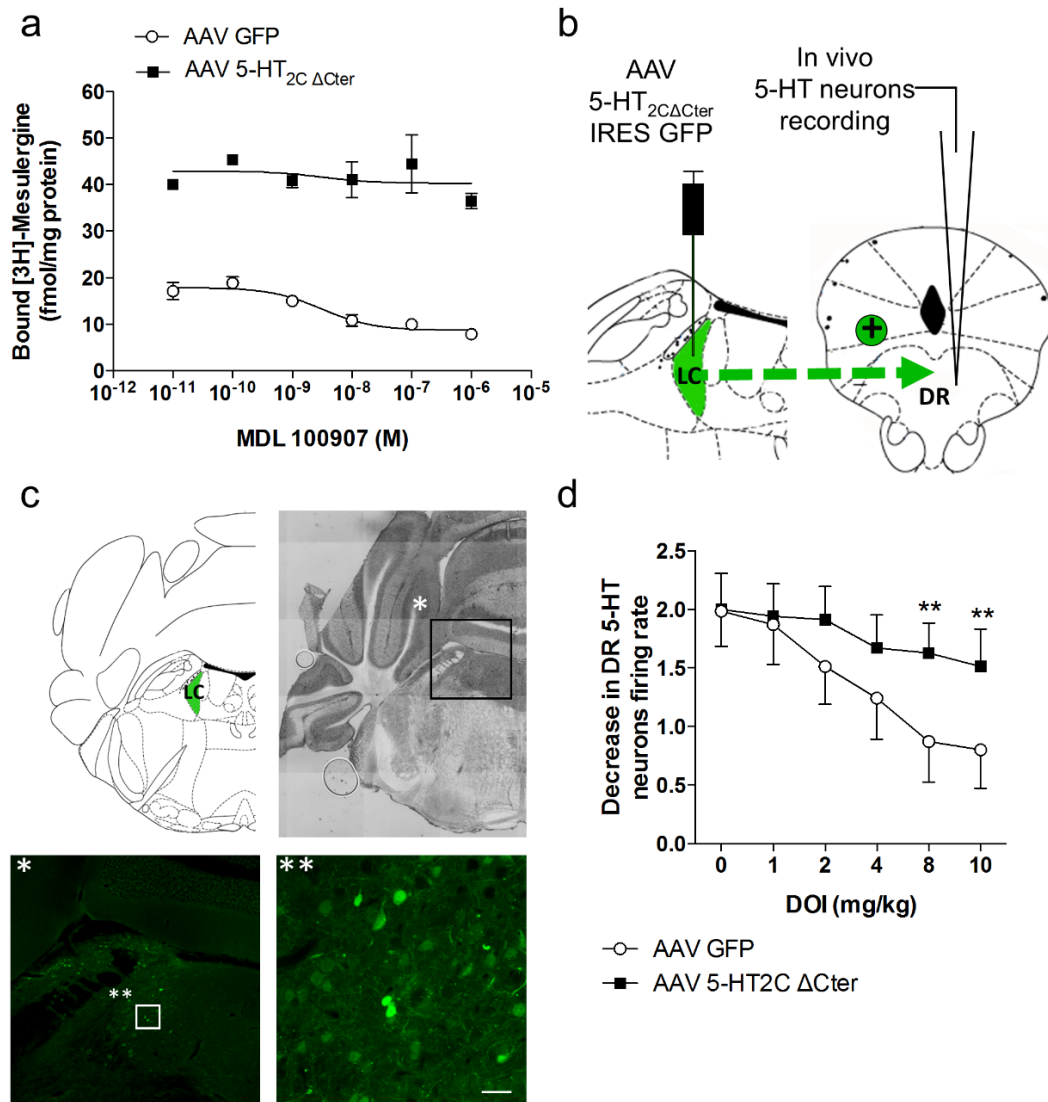 a
AAV GFP
AAV 5-HT2C ΔCter
60
50
40
30
20
10
0
Bound [3H]-Mesulergine
(fmol/mg protein)
10-12
10-11
10-10
10-9
10-8
10-7
10-6
10-5
MDL 100907 (M)
b
AAV
5-HT2CΔCter
IRES GFP
In vivo
5-HT neurons
recording
LC
+
DR
c
LC
*
*
**
**
d
2.5
2.0
1.5
1.0
0.5
0.0
Decrease in DR 5-HT
neurons firing rate
**
**
0 1 2 4 8 10
DOI (mg/kg)
AAV GFP
AAV 5-HT2C ΔCter